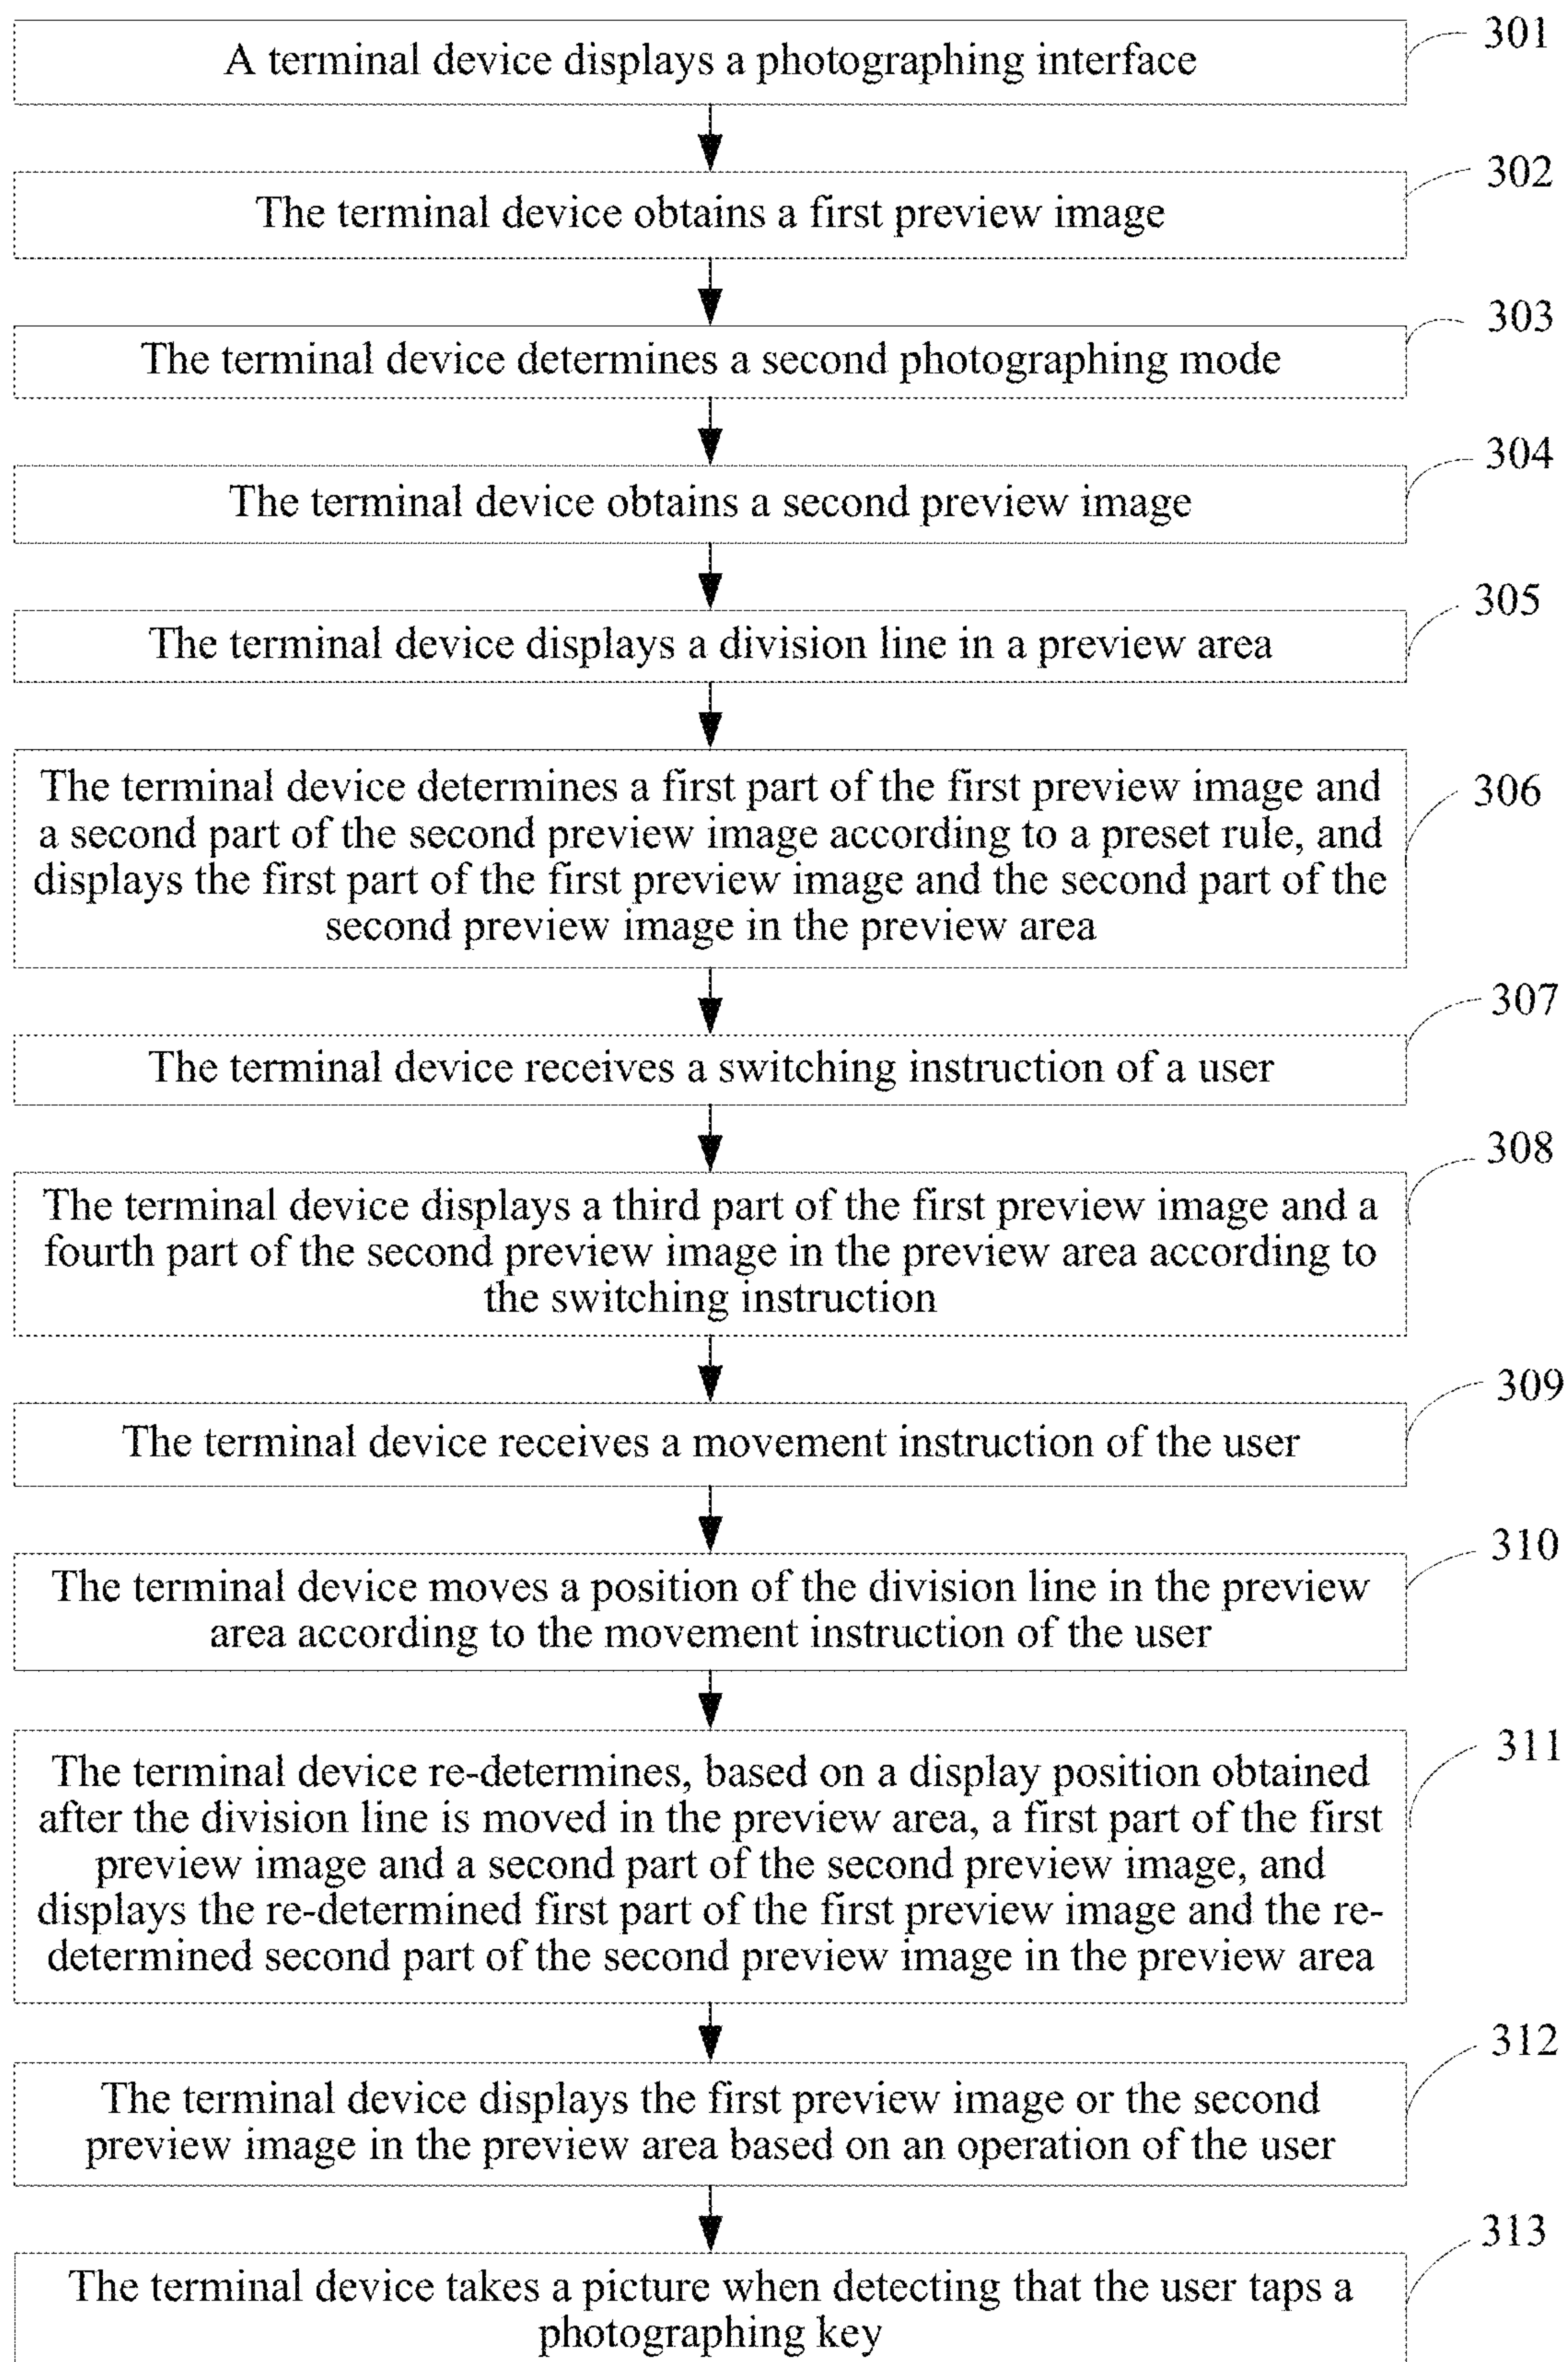 A terminal device displays a photographing interface
301
The terminal device obtains a first preview image
302
The terminal device determines a second photographing mode
303
The terminal device obtains a second preview image
304
The terminal device displays a division line in a preview area
305
The terminal device determines a first part of the first preview image and
a second part of the second preview image according to a preset rule, and
displays the first part of the first preview image and the second part of the
second preview image in the preview area
306
The terminal device receives a switching instruction of a user
307
The terminal device displays a third part of the first preview image and a
fourth part of the second preview image in the preview area according to
the switching instruction
308
The terminal device receives a movement instruction of the user
309
The terminal device moves a position of the division line in the preview
area according to the movement instruction of the user
310
The terminal device re-determines, based on a display position obtained
after the division line is moved in the preview area, a first part of the first
preview image and a second part of the second preview image, and
displays the re-determined first part of the first preview image and the re-
determined second part of the second preview image in the preview area
311
The terminal device displays the first preview image or the second
preview image in the preview area based on an operation of the user
312
The terminal device takes a picture when detecting that the user taps a
photographing key
313